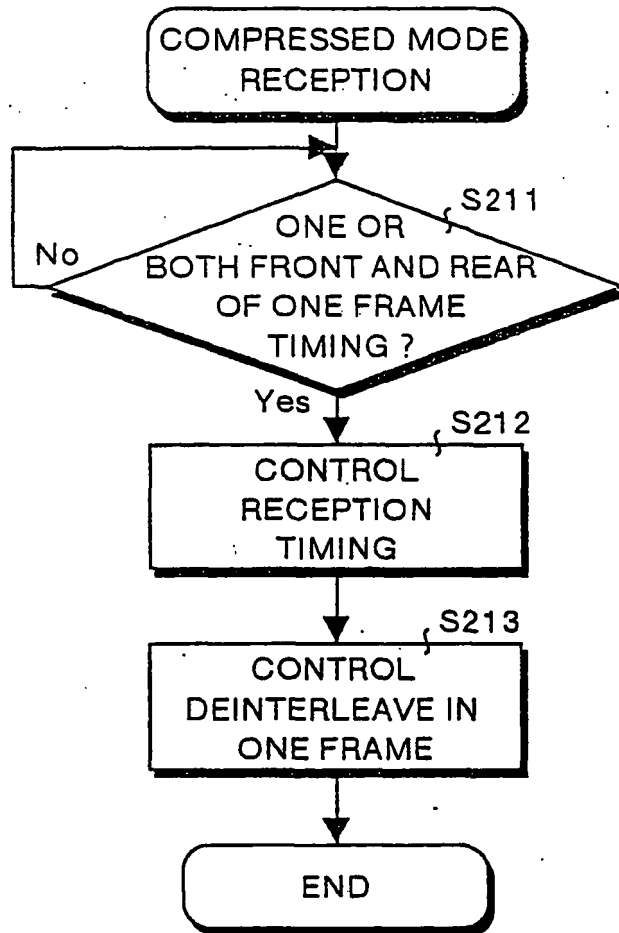 COMPRESSED MODE
RECEPTION
S211
ONE OR
BOTH FRONT AND REAR
OF ONE FRAME
TIMING ?
No
Yes
S212
CONTROL
RECEPTION
TIMING
S213
CONTROL
DEINTERLEAVE IN
ONE FRAME
END